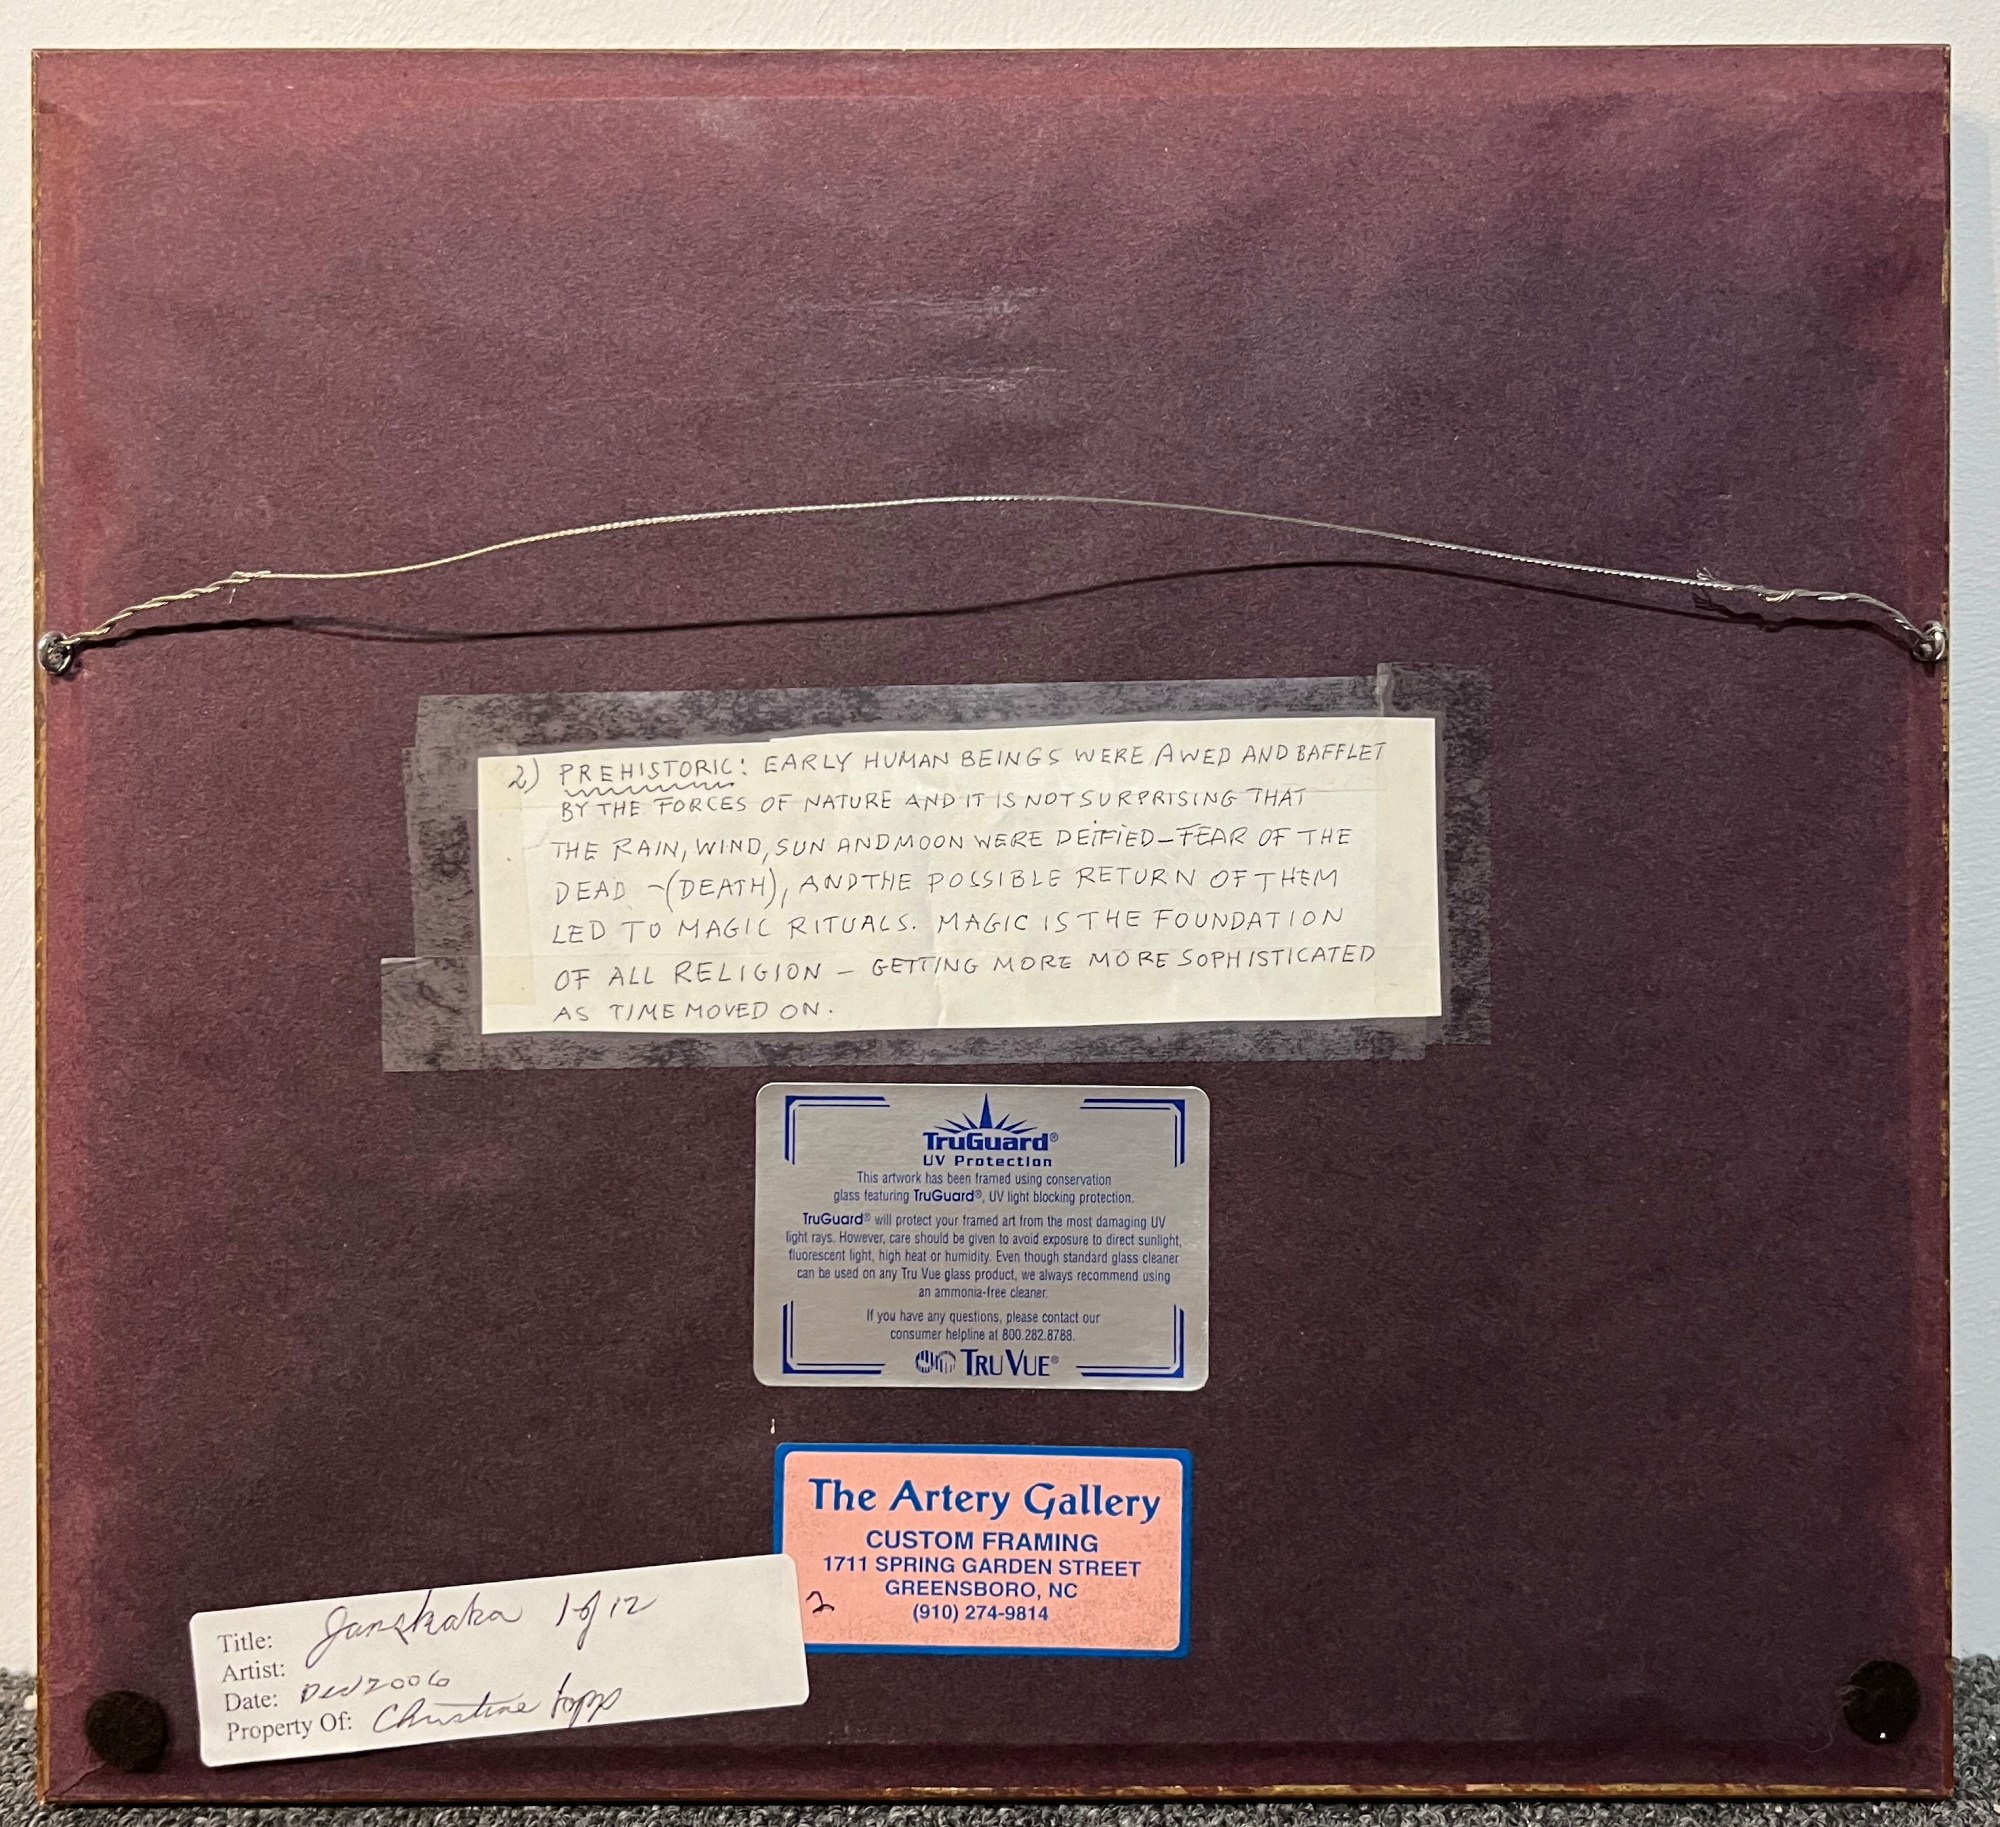 2) PREHISTORIC: EARLY HUMAN BEINGS WERE AWED AND BAFFLET
BY THE FORCES OF NATURE AND IT IS NOT SURPRISING THAT
THE RAIN, WIND, SUN AND MOON WERE DEIFIED – FEAR OF THE
DEAD – (DEATH), AND THE POSSIBLE RETURN OF THEM
LED TO MAGIC RITUALS. MAGIC IS THE FOUNDATION
OF ALL RELIGION – GETTING MORE MORE SOPHISTICATED
AS TIME MOVED ON.
TruGuard®
UV Protection
This artwork has been framed using conservation
glass featuring TruGuard®, UV light blocking protection.
TruGuard® will protect your framed art from the most damaging UV
light rays. However, care should be given to avoid exposure to direct sunlight,
fluorescent light, high heat or humidity. Even though standard glass cleaner
can be used on any Tru Vue glass product, we always recommend using
an ammonia-free cleaner.
If you have any questions, please contact our
consumer helpline at 800.282.8788.
TRU VUE®
The Artery Gallery
CUSTOM FRAMING
1711 SPRING GARDEN STREET
GREENSBORO, NC
(910) 274-9814
2
Title: 1 of 12
Artist:
Date: 2006
Property Of: Christine Topp